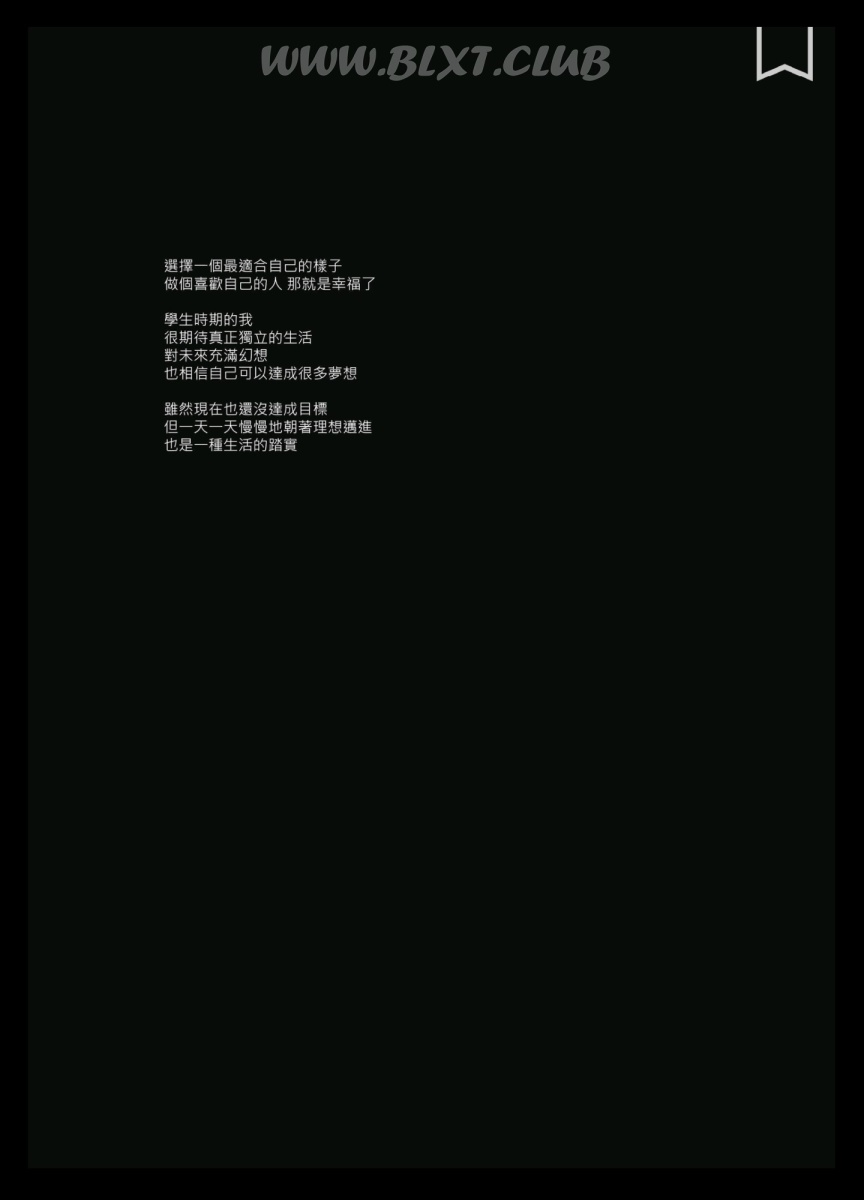 WWW.BLXT.CLUB
選擇一個最適合自己的樣子
做個喜歡自己的人 那就是幸福了
學生時期的我
很期待真正獨立的生活
對未來充滿幻想
也相信自己可以達成很多夢想
雖然現在也還沒達成目標
但一天一天慢慢地朝著理想邁進
也是一種生活的踏實